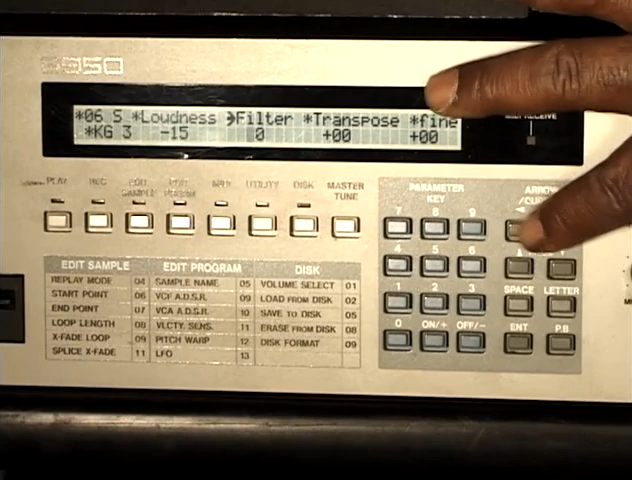 S950
*06 S *Loudness →Filter *Transpose *fine
*KG 3 -15 0 +00 +00
MIDI RECEIVE
PLAY REC EDIT SAMPLE EDIT PROGRAM MIDI UTILITY DISK MASTER TUNE
PARAMETER KEY
ARROW /CURSOR
7 8 9
4 5 6
1 2 3 SPACE LETTER
0 ON/+ OFF/- ENT P.B
EDIT SAMPLE EDIT PROGRAM DISK
REPLAY MODE 04 SAMPLE NAME 05 VOLUME SELECT 01
START POINT 06 VCF A.D.S.R. 09 LOAD FROM DISK 02
END POINT 07 VCA A.D.S.R. 10 SAVE TO DISK 05
LOOP LENGTH 08 VLCTY. SENS. 11 ERASE FROM DISK 08
X-FADE LOOP 09 PITCH WARP 12 DISK FORMAT 09
SPLICE X-FADE 11 LFO 13